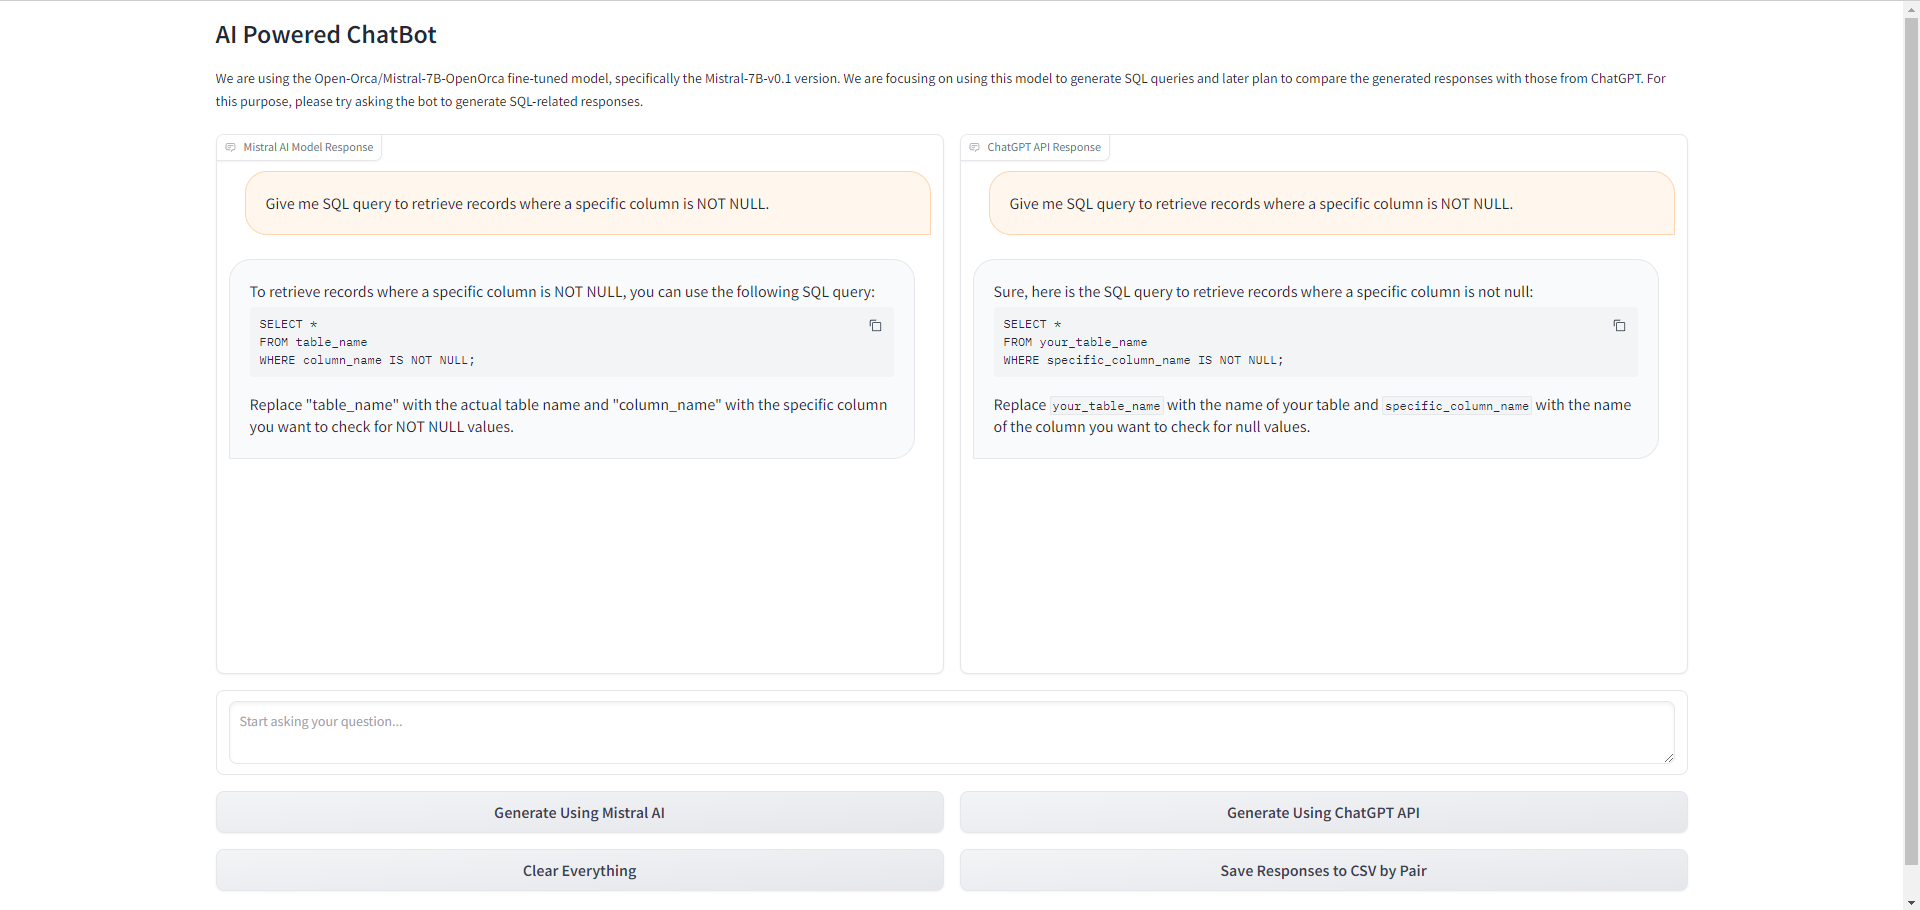 AI Powered ChatBot
We are using the Open-Orca/Mistral-7B-OpenOrca fine-tuned model, specifically the Mistral-7B-v0.1 version. We are focusing on using this model to generate SQL queries and later plan to compare the generated responses with those from ChatGPT. For
this purpose, please try asking the bot to generate SQL-related responses.
Mistral AI Model Response
Give me SQL query to retrieve records where a specific column is NOT NULL.
To retrieve records where a specific column is NOT NULL, you can use the following SQL query:
SELECT *
FROM table_name
WHERE column_name IS NOT NULL;
Replace "table_name" with the actual table name and "column_name" with the specific column
you want to check for NOT NULL values.
ChatGPT API Response
Give me SQL query to retrieve records where a specific column is NOT NULL.
Sure, here is the SQL query to retrieve records where a specific column is not null:
SELECT *
FROM your_table_name
WHERE specific_column_name IS NOT NULL;
Replace your_table_name with the name of your table and specific_column_name with the name
of the column you want to check for null values.
Start asking your question...
Generate Using Mistral AI
Generate Using ChatGPT API
Clear Everything
Save Responses to CSV by Pair